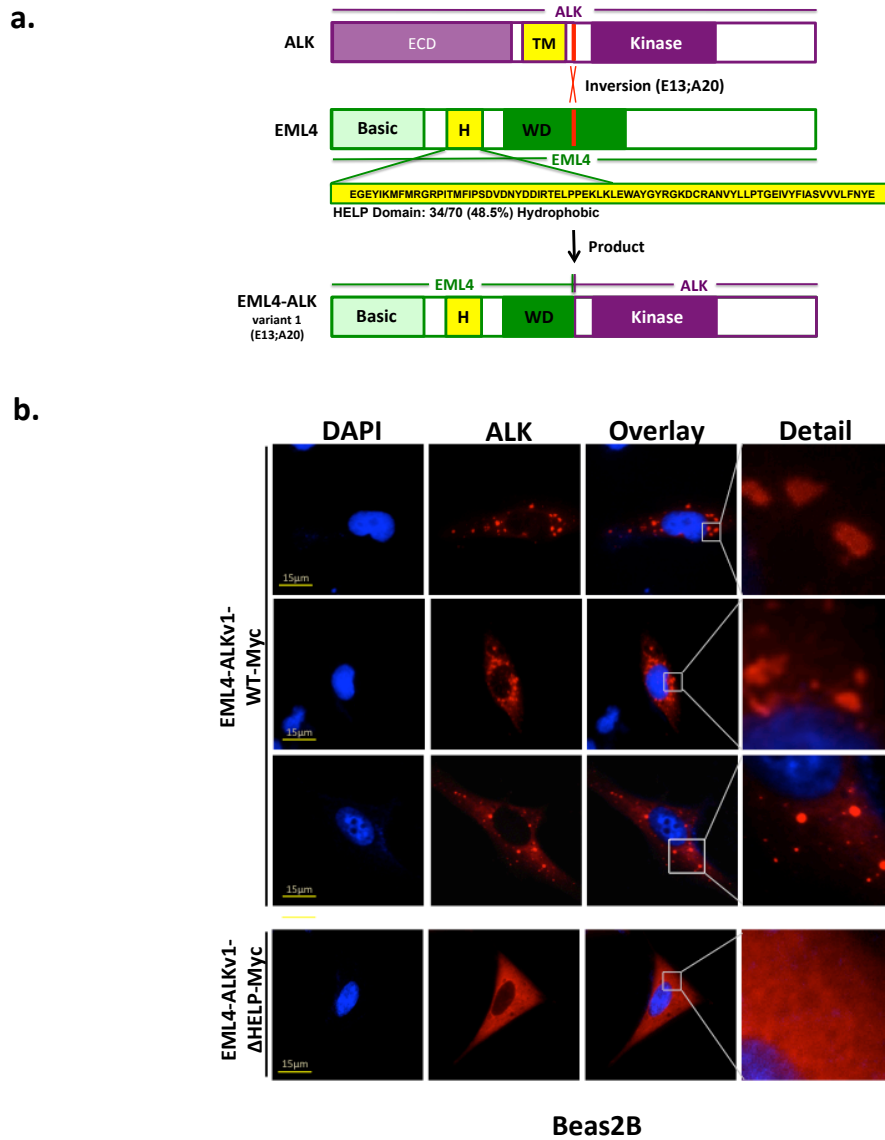 a.
ALK
ALK
ECD
TM
Kinase
Inversion (E13;A20)
EML4
Basic
H
WD
EML4
EGEYIKMFMRGRPITMFIPSDVDNYDDIRTELPPEKLKLEWAYGYRGKDCRANVYLLPTGEIVYFIASVVVLFNYE
HELP Domain: 34/70 (48.5%) Hydrophobic
Product
EML4
ALK
EML4-ALK
variant 1
(E13;A20)
Basic
H
WD
Kinase
b.
DAPI
ALK
Overlay
Detail
EML4-ALKv1-
WT-Myc
15µm
15µm
15µm
EML4-ALKv1-
ΔHELP-Myc
15µm
Beas2B